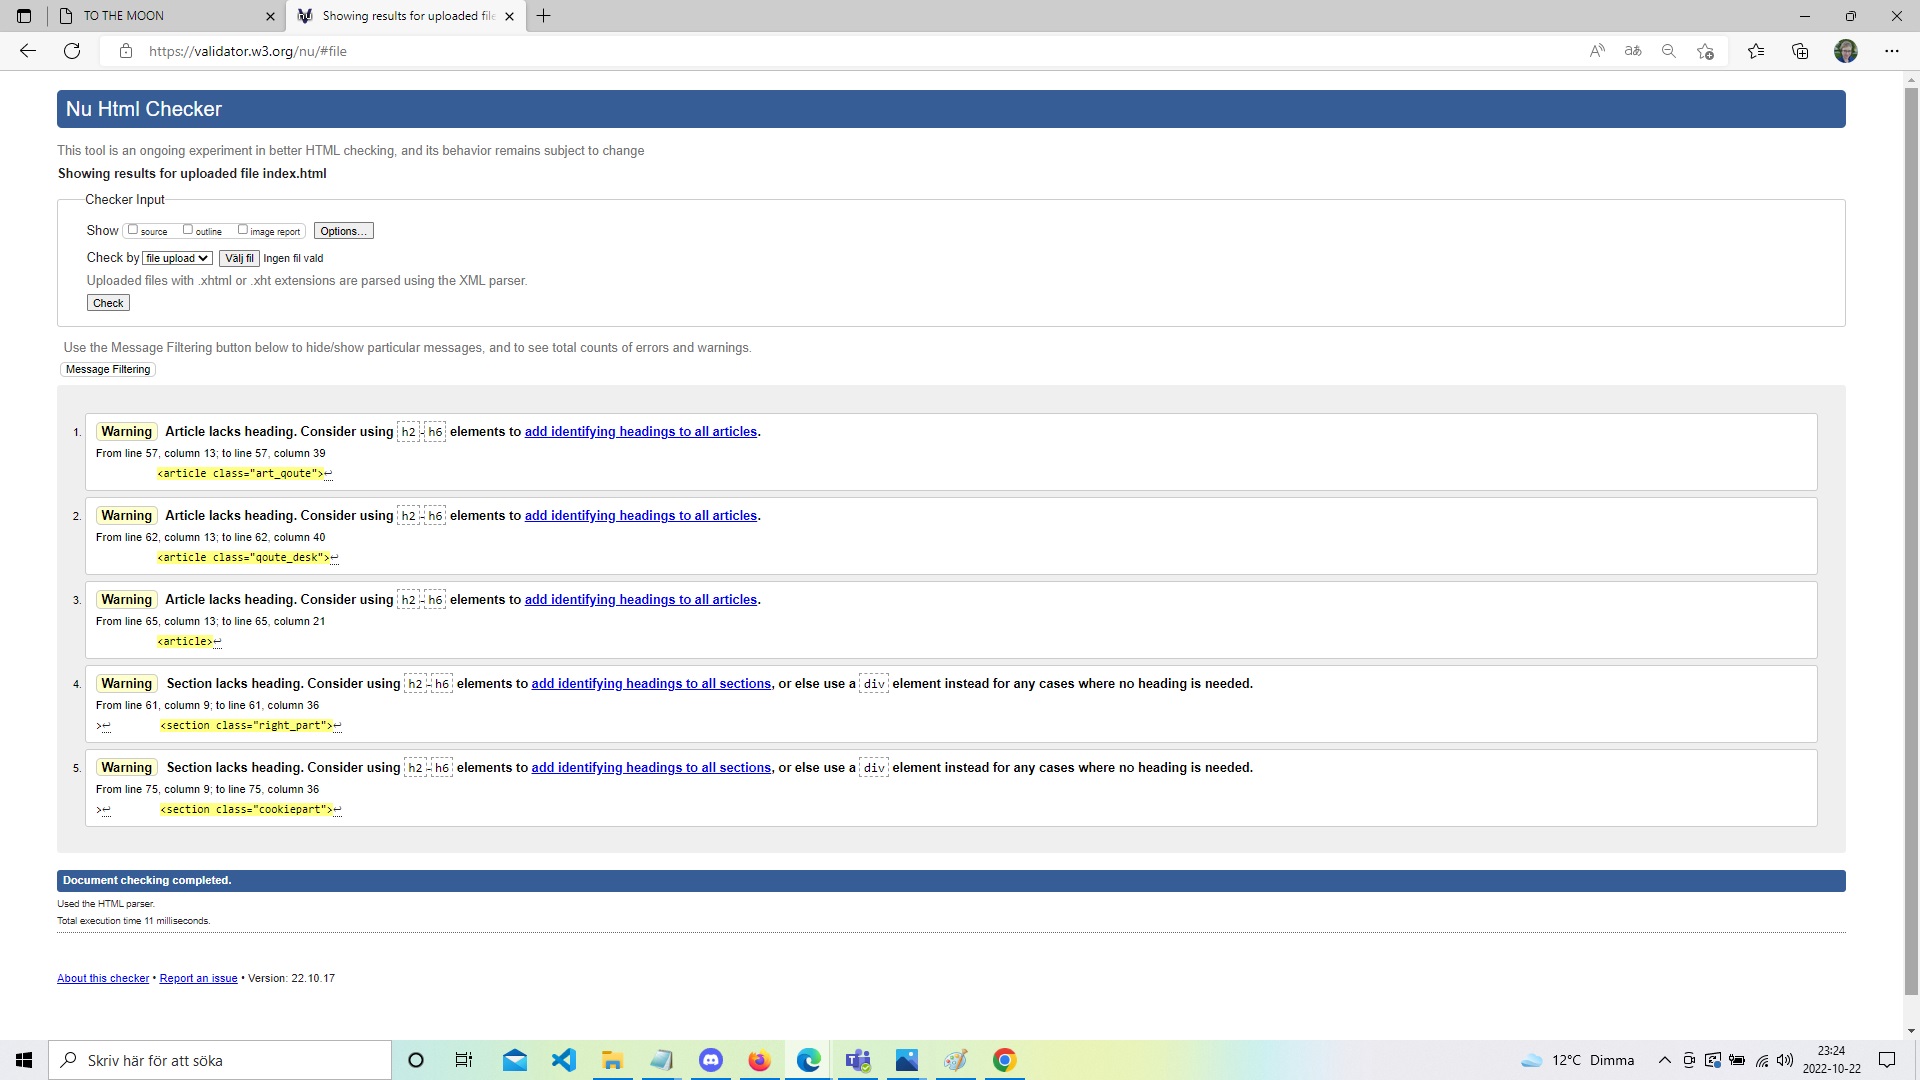 TO THE MOON
Showing results for uploaded file
https://validator.w3.org/nu/#file
Nu Html Checker
This tool is an ongoing experiment in better HTML checking, and its behavior remains subject to change
Showing results for uploaded file index.html
Checker Input
Show source outline image report Options...
Check by file upload Välj fil Ingen fil vald
Uploaded files with .xhtml or .xht extensions are parsed using the XML parser.
Check
Use the Message Filtering button below to hide/show particular messages, and to see total counts of errors and warnings.
Message Filtering
1. Warning Article lacks heading. Consider using h2-h6 elements to add identifying headings to all articles.
From line 57, column 13; to line 57, column 39
<article class="art_qoute">↩
2. Warning Article lacks heading. Consider using h2-h6 elements to add identifying headings to all articles.
From line 62, column 13; to line 62, column 40
<article class="qoute_desk">↩
3. Warning Article lacks heading. Consider using h2-h6 elements to add identifying headings to all articles.
From line 65, column 13; to line 65, column 21
<article>↩
4. Warning Section lacks heading. Consider using h2-h6 elements to add identifying headings to all sections, or else use a div element instead for any cases where no heading is needed.
From line 61, column 9; to line 61, column 36
>↩ <section class="right_part">↩
5. Warning Section lacks heading. Consider using h2-h6 elements to add identifying headings to all sections, or else use a div element instead for any cases where no heading is needed.
From line 75, column 9; to line 75, column 36
>↩ <section class="cookiepart">↩
Document checking completed.
Used the HTML parser.
Total execution time 11 milliseconds.
About this checker • Report an issue • Version: 22.10.17
Skriv här för att söka
12°C Dimma
23:24
2022-10-22